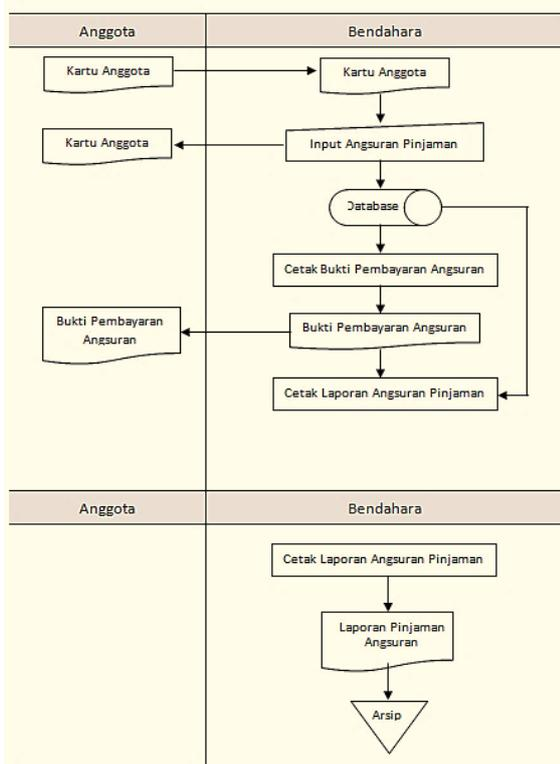 Anggota
Bendahara
Kartu Anggota
Kartu Anggota
Kartu Anggota
Input Angsuran Pinjaman
Database
Cetak Bukti Pembayaran Angsuran
Bukti Pembayaran
Angsuran
Bukti Pembayaran Angsuran
Cetak Laporan Angsuran Pinjaman
Anggota
Bendahara
Cetak Laporan Angsuran Pinjaman
Laporan Pinjaman
Angsuran
Arsip